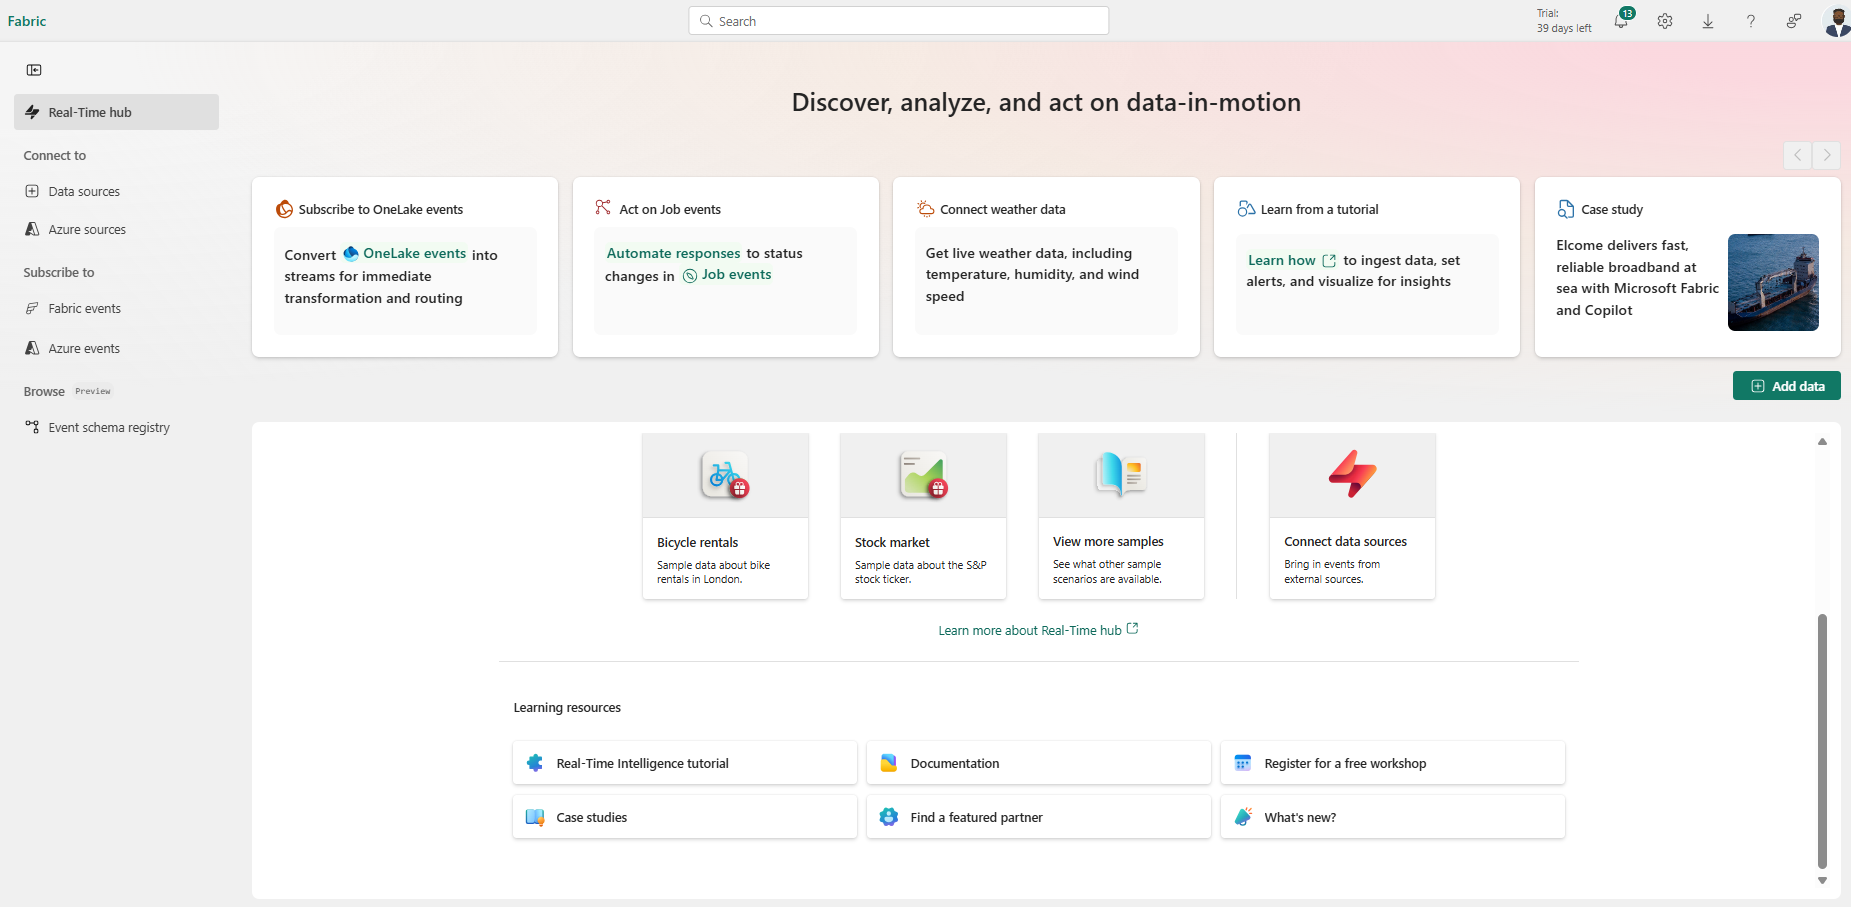 Fabric
Search
Trial:
39 days left
13
Real-Time hub
Connect to
Data sources
Azure sources
Subscribe to
Fabric events
Azure events
Browse Preview
Event schema registry
Discover, analyze, and act on data-in-motion
Subscribe to OneLake events
Convert OneLake events into
streams for immediate
transformation and routing
Act on Job events
Automate responses to status
changes in Job events
Connect weather data
Get live weather data, including
temperature, humidity, and wind
speed
Learn from a tutorial
Learn how to ingest data, set
alerts, and visualize for insights
Case study
Elcome delivers fast,
reliable broadband at
sea with Microsoft Fabric
and Copilot
Add data
Bicycle rentals
Sample data about bike
rentals in London.
Stock market
Sample data about the S&P
stock ticker.
View more samples
See what other sample
scenarios are available.
Connect data sources
Bring in events from
external sources.
Learn more about Real-Time hub
Learning resources
Real-Time Intelligence tutorial
Documentation
Register for a free workshop
Case studies
Find a featured partner
What's new?